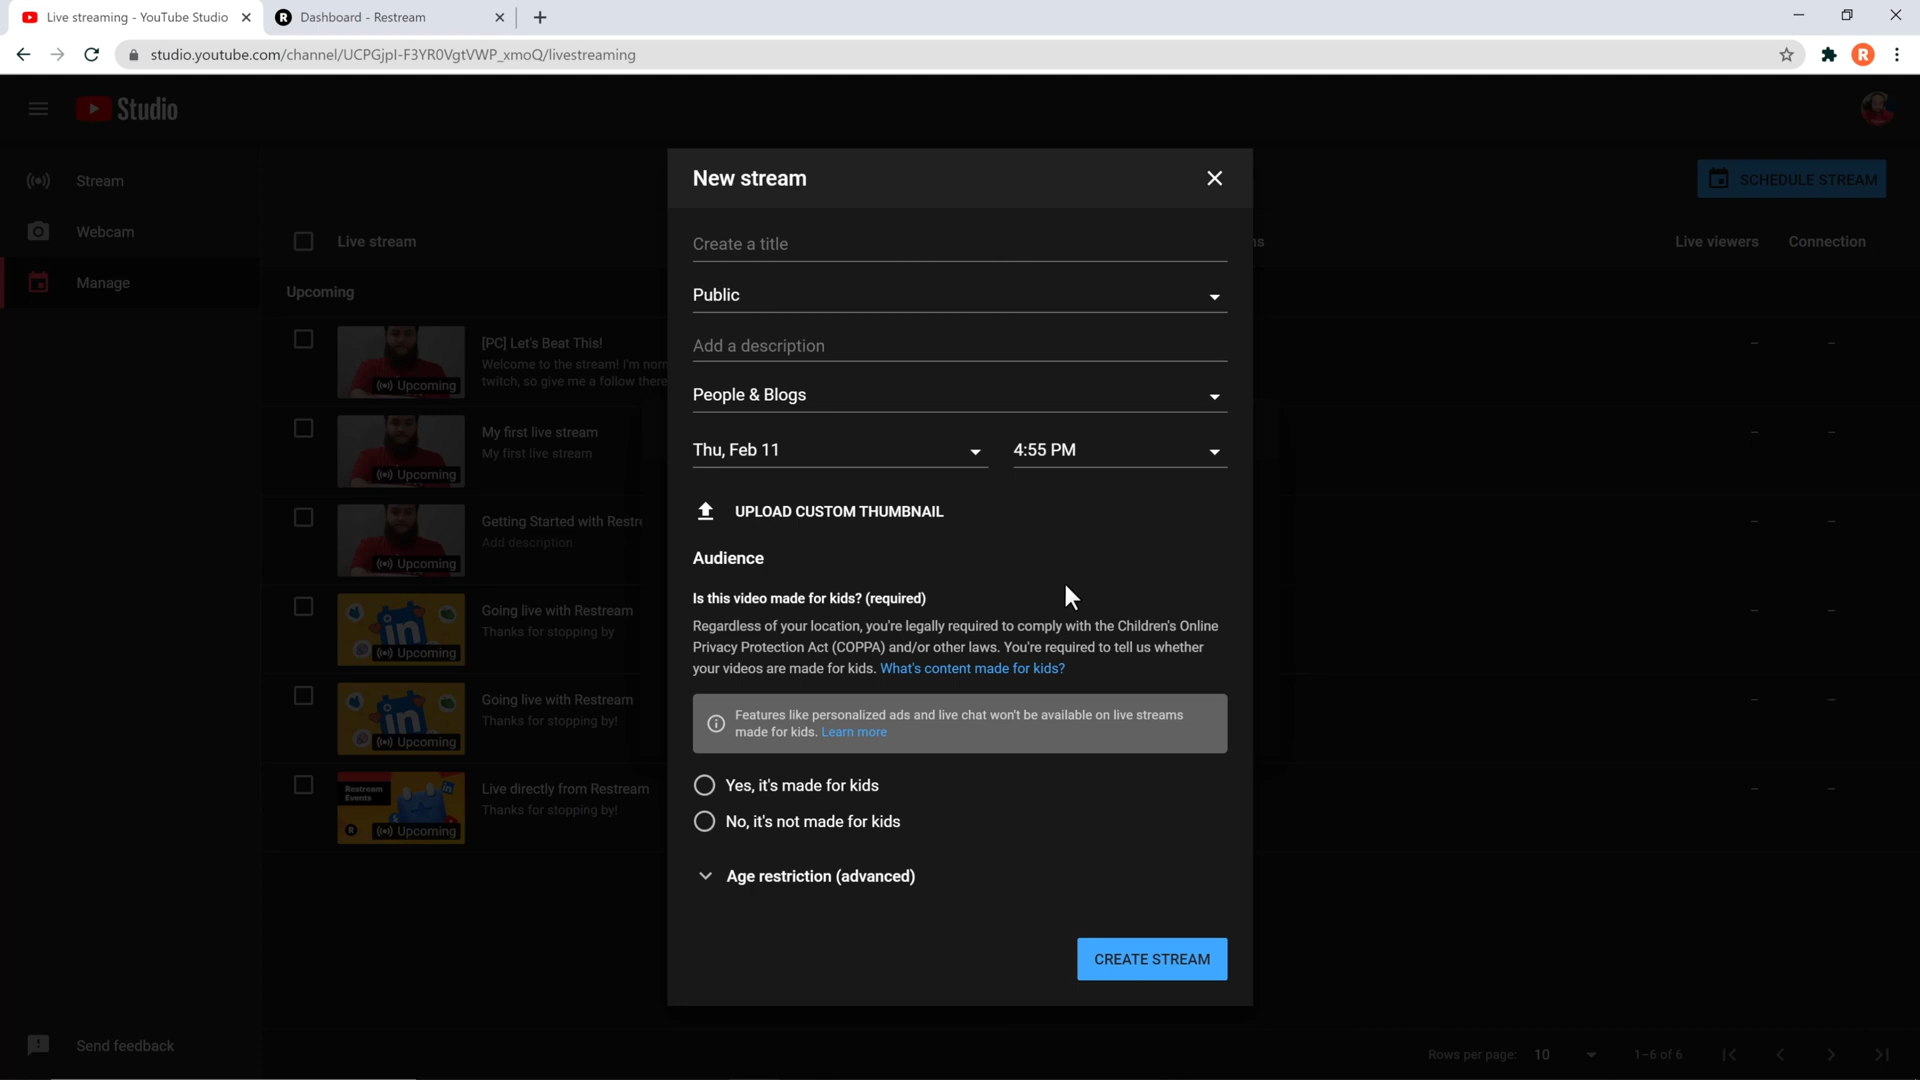 Live streaming - YouTube Studio
Dashboard - Restream
studio.youtube.com/channel/UCPGjpI-F3YR0VgtVWP_xmoQ/livestreaming
R
Studio
Stream
Webcam
Manage
SCHEDULE STREAM
Live stream
ns
Live viewers
Connection
Upcoming
[PC] Let's Beat This!
Welcome to the stream! I'm norn
twitch, so give me a follow there
Upcoming
My first live stream
My first live stream
Upcoming
Getting Started with Restr
Add description
Upcoming
Going live with Restream
Thanks for stopping by
Upcoming
Going live with Restream
Thanks for stopping by!
Upcoming
Restream
Events
Live directly from Restream
Thanks for stopping by!
Upcoming
New stream
Create a title
Public
Add a description
People & Blogs
Thu, Feb 11
4:55 PM
UPLOAD CUSTOM THUMBNAIL
Audience
Is this video made for kids? (required)
Regardless of your location, you're legally required to comply with the Children's Online
Privacy Protection Act (COPPA) and/or other laws. You're required to tell us whether
your videos are made for kids. What's content made for kids?
Features like personalized ads and live chat won't be available on live streams
made for kids. Learn more
Yes, it's made for kids
No, it's not made for kids
Age restriction (advanced)
CREATE STREAM
Send feedback
Rows per page: 10
1–6 of 6